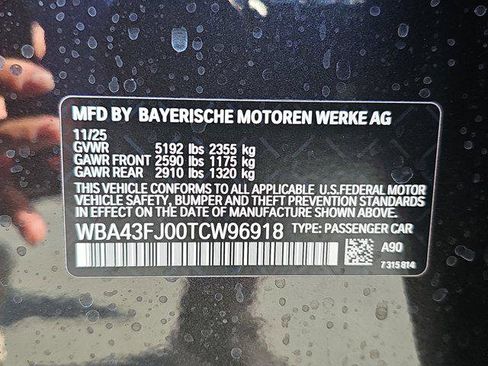 MFD BY BAYERISCHE MOTOREN WERKE AG
11/25
GVWR 5192 lbs 2355 kg
GAWR FRONT 2590 lbs 1175 kg
GAWR REAR 2910 lbs 1320 kg
THIS VEHICLE CONFORMS TO ALL APPLICABLE U.S.FEDERAL MOTOR
VEHICLE SAFETY, BUMPER, AND THEFT PREVENTION STANDARDS
IN EFFECT ON THE DATE OF MANUFACTURE SHOWN ABOVE.
WBA43FJ00TCW96918 TYPE: PASSENGER CAR
A90
7315814